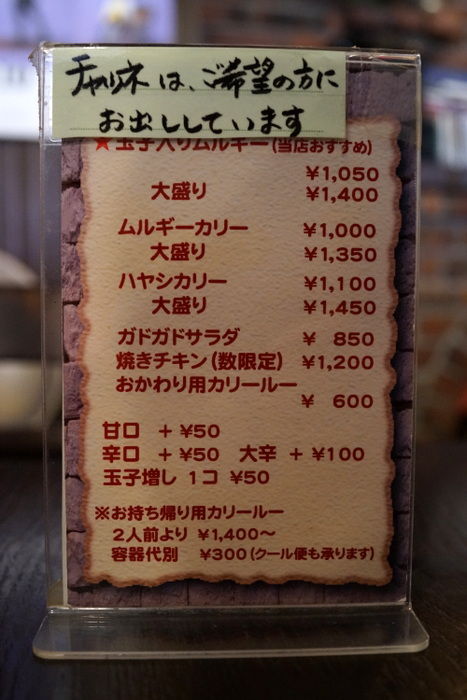 チャツネは、ご希望の方に
お出ししています
★玉子入りムルギー(当店おすすめ)
¥1,050
大盛り ¥1,400
ムルギーカリー ¥1,000
大盛り ¥1,350
ハヤシカリー ¥1,100
大盛り ¥1,450
ガドガドサラダ ¥ 850
焼きチキン(数限定) ¥1,200
おかわり用カリールー
¥ 600
甘口 +¥50
辛口 +¥50 大辛 +¥100
玉子増し 1コ ¥50
※お持ち帰り用カリールー
2人前より ¥1,400〜
容器代別 ¥300(クール便も承ります)